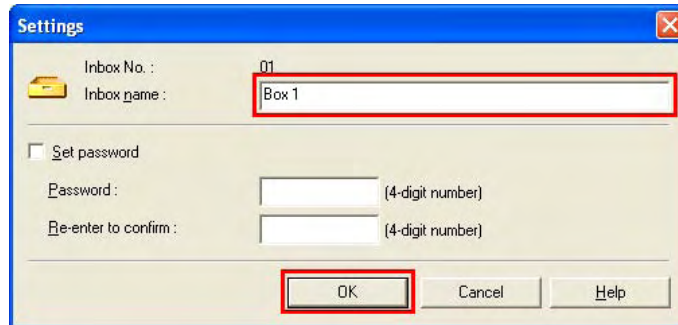 Settings
Inbox No. : 01
Inbox name : Box 1
Set password
Password : (4-digit number)
Re-enter to confirm : (4-digit number)
OK Cancel Help